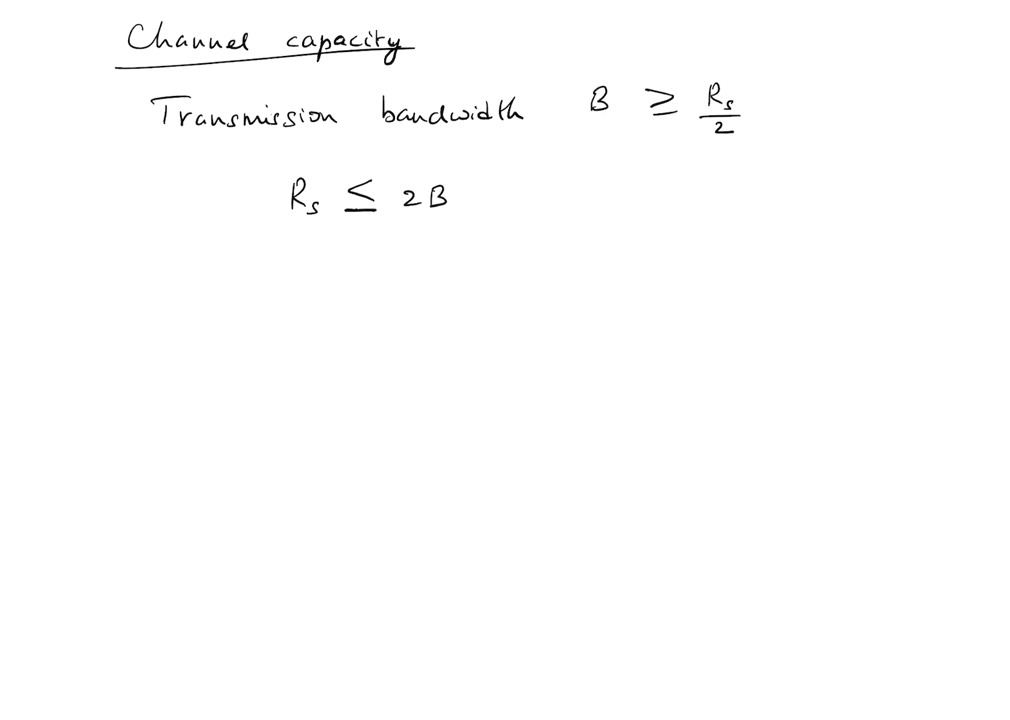 Channel capacity
Transmission bandwidth B ≥ Rs/2
Rs ≤ 2B